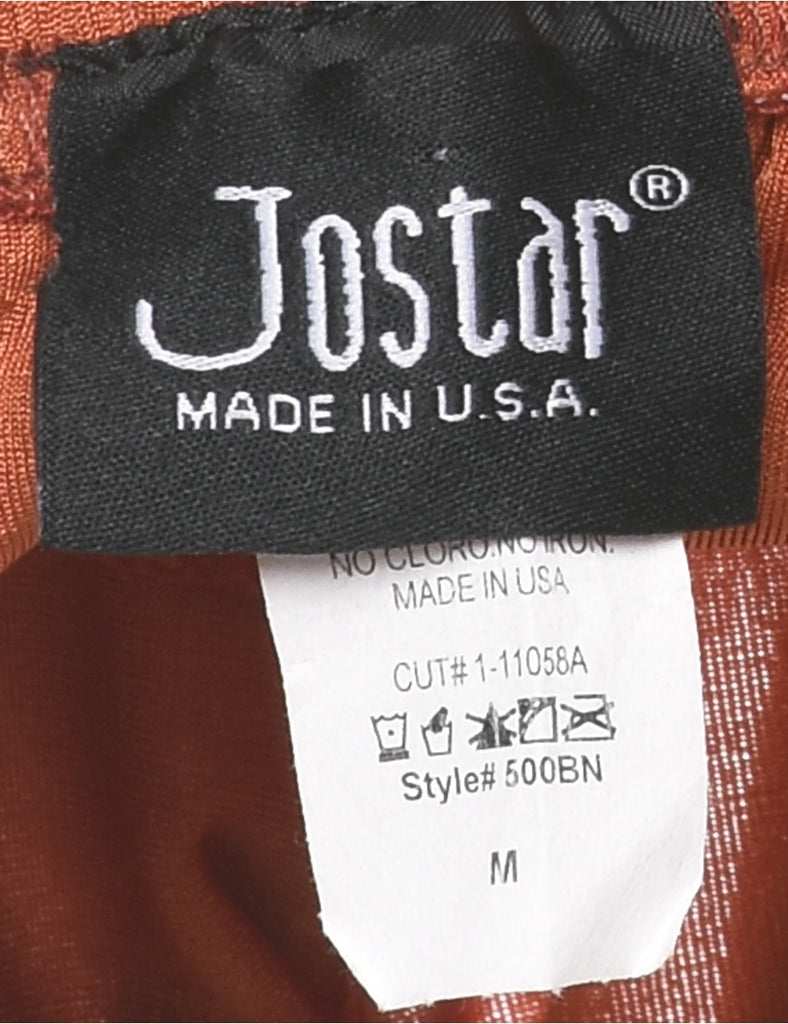 Jostar®
MADE IN U.S.A.
NO CLORO.NO IRON.
MADE IN USA
CUT# 1-11058A
Style# 500BN
M